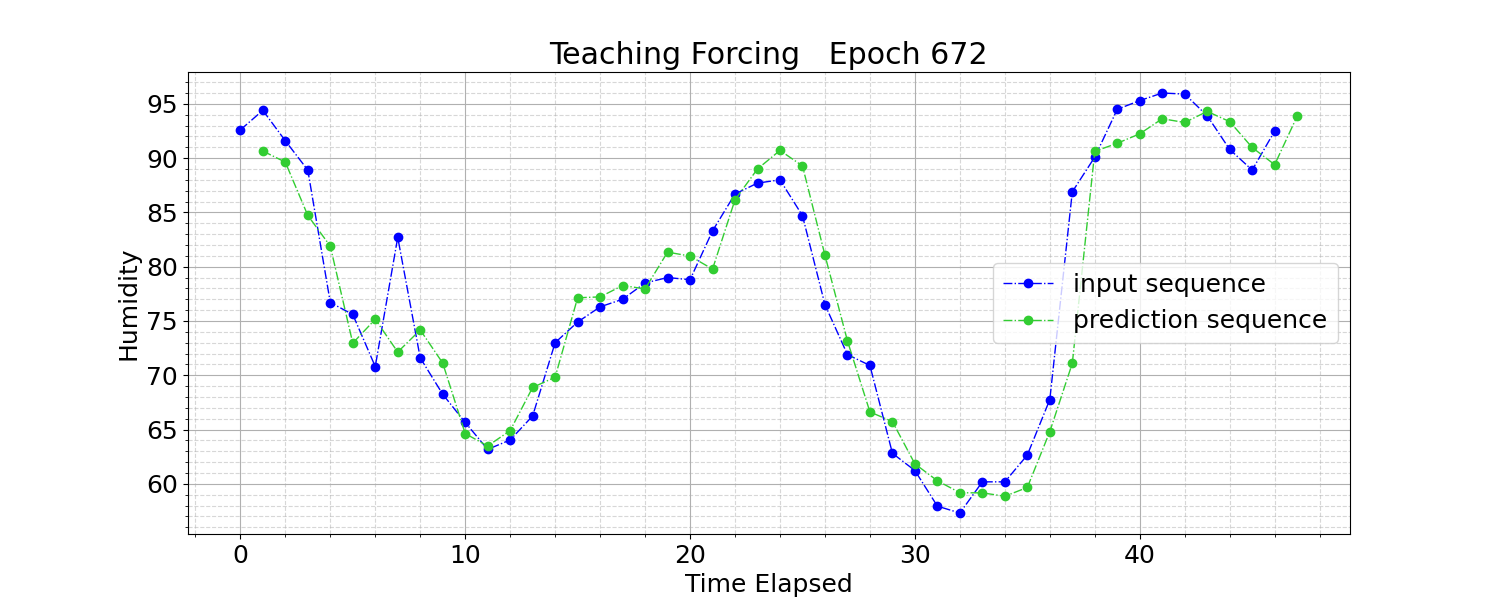 Teaching Forcing   Epoch 672
95
90
85
80
75
70
65
60
Humidity
input sequence
prediction sequence
0 10 20 30 40
Time Elapsed